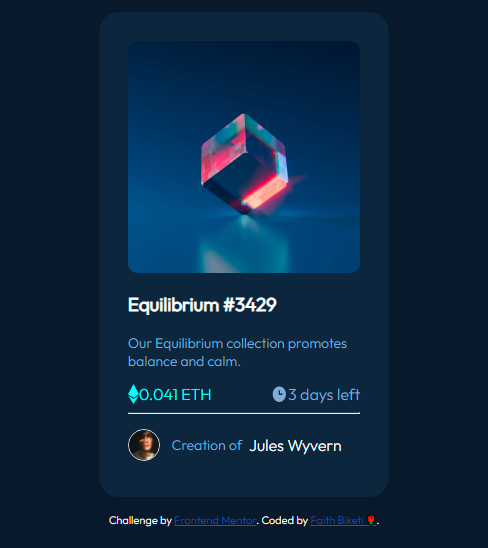 Equilibrium #3429
Our Equilibrium collection promotes
balance and calm.
0.041 ETH 3 days left
Creation of Jules Wyvern
Challenge by Frontend Mentor. Coded by Faith Biketi 🌹.